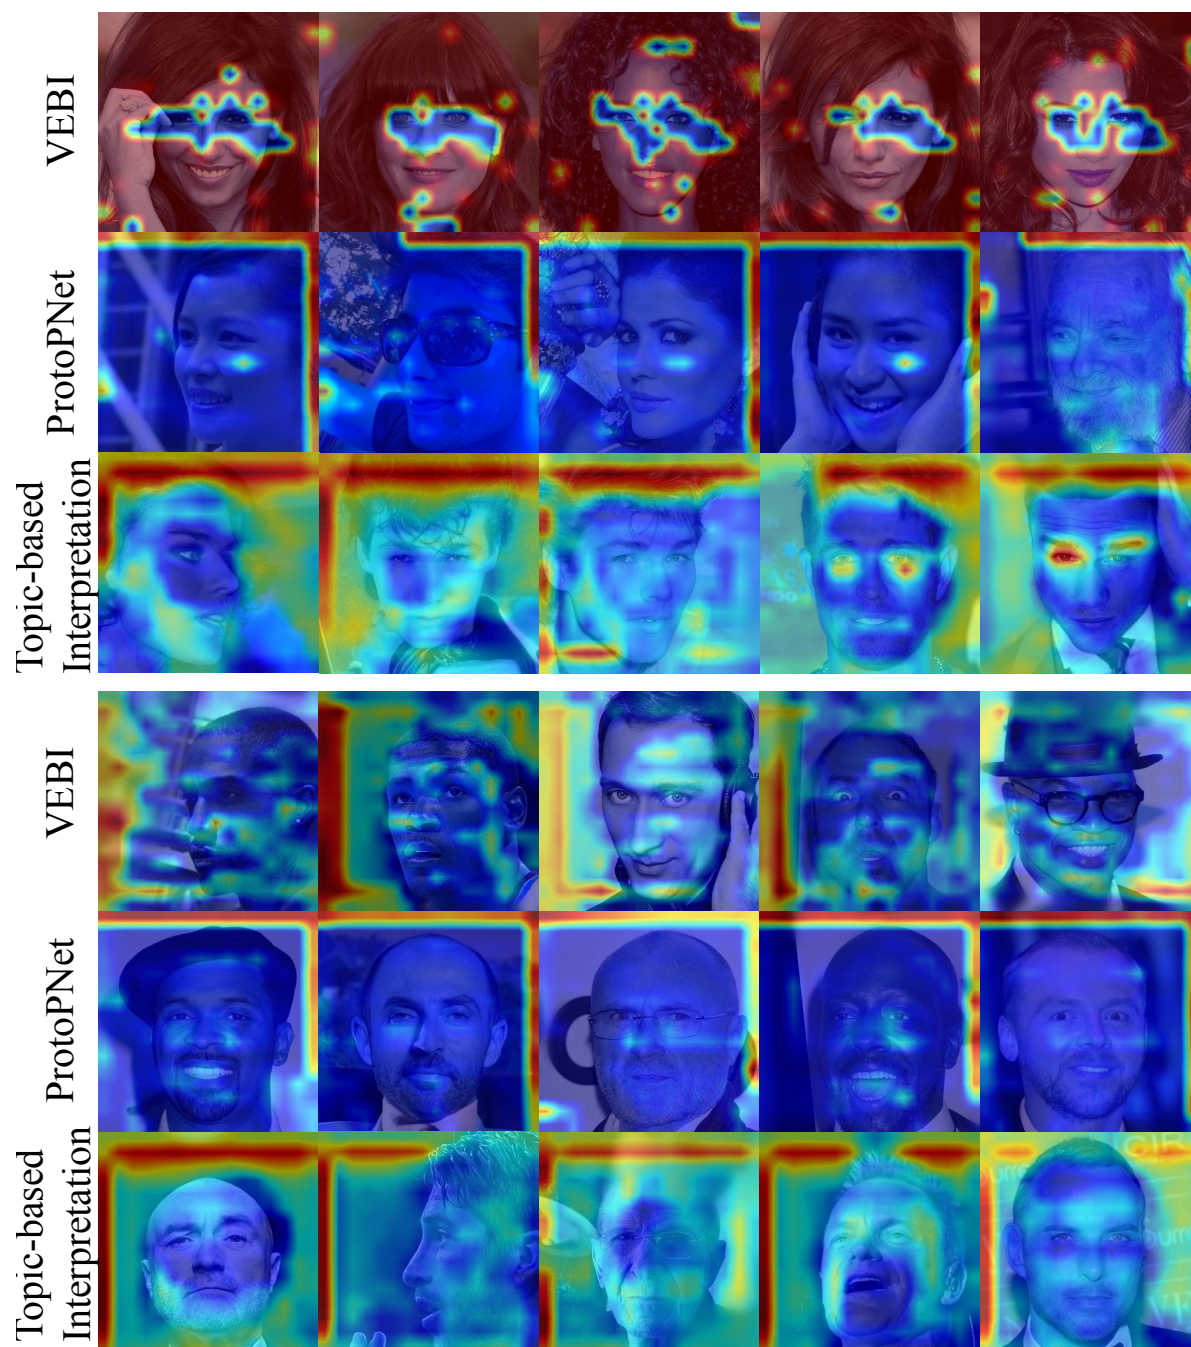 VEBI
ProtoPNet
Topic-based
Interpretation
VEBI
ProtoPNet
Topic-based
Interpretation